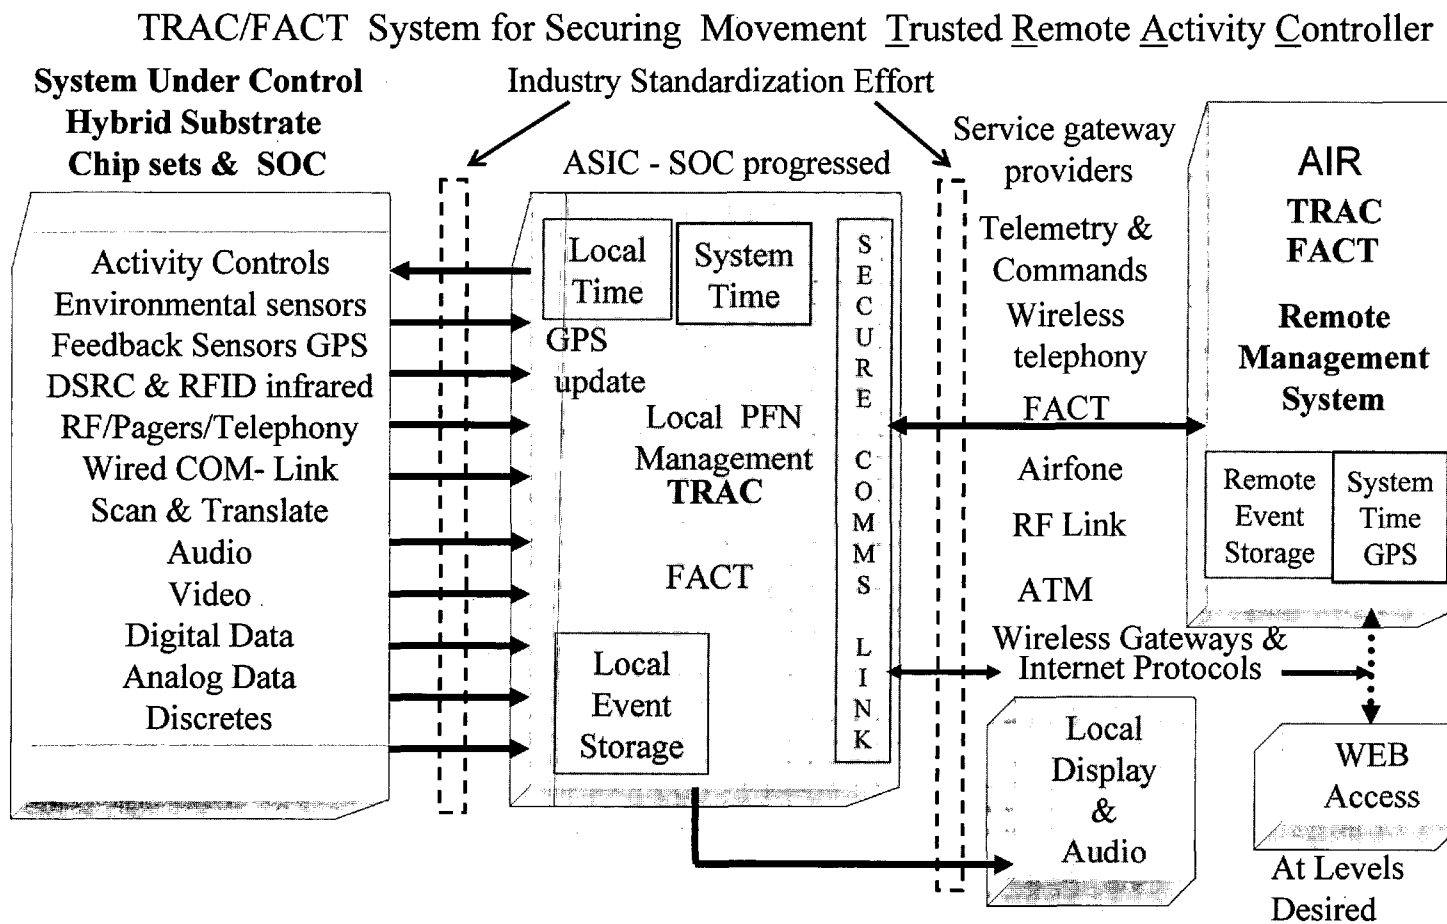 TRAC/FACT System for Securing Movement Trusted Remote Activity Controller
System Under Control
Hybrid Substrate
Chip sets & SOC
Industry Standardization Effort
ASIC - SOC progressed
Service gateway
providers
Activity Controls
Environmental sensors
Feedback Sensors GPS
DSRC & RFID infrared
RF/Pagers/Telephony
Wired COM- Link
Scan & Translate
Audio
Video
Digital Data
Analog Data
Discretes
Local
Time
System
Time
GPS
update
Local PFN
Management
TRAC
FACT
Local
Event
Storage
SECURE COMMS LINK
Telemetry &
Commands
Wireless
telephony
FACT
Airfone
RF Link
ATM
Wireless Gateways &
Internet Protocols
Local
Display
&
Audio
AIR
TRAC
FACT
Remote
Management
System
Remote
Event
Storage
System
Time
GPS
WEB
Access
At Levels
Desired